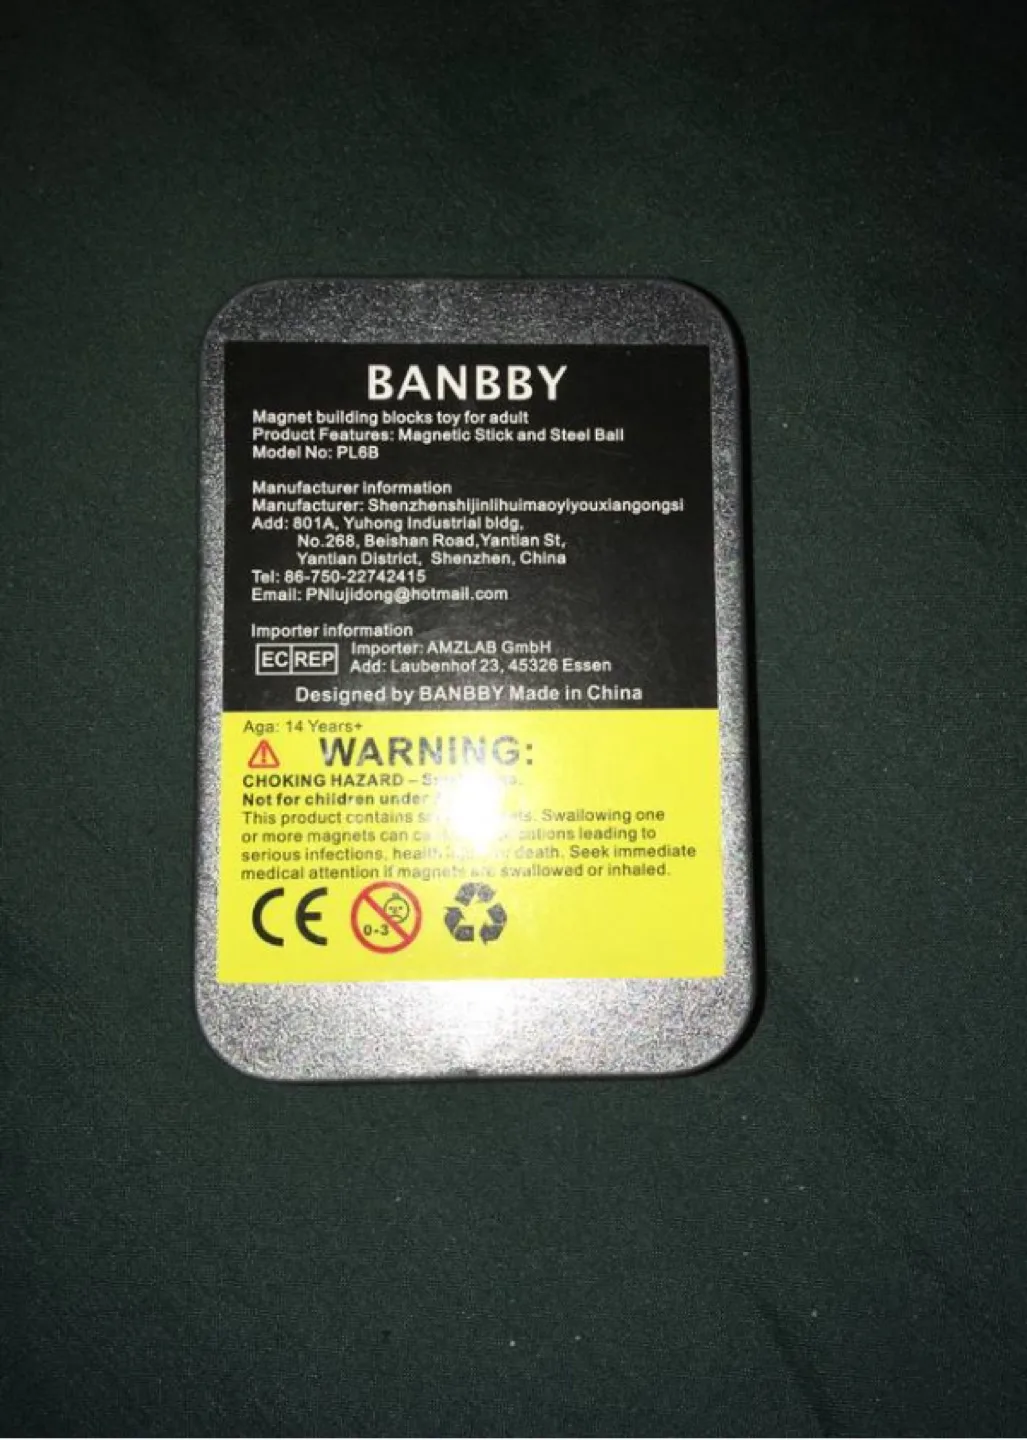 BANBBY
Magnet building blocks toy for adult
Product Features: Magnetic Stick and Steel Ball
Model No: PL6B
Manufacturer information
Manufacturer: Shenzhenshijinlihuimaoyiyouxiangongsi
Add: 801A, Yuhong Industrial bldg,
No.268, Beishan Road,Yantian St,
Yantian District, Shenzhen, China
Tel: 86-750-22742415
Email: PNlujidong@hotmail.com
Importer information
EC REP
Importer: AMZLAB GmbH
Add: Laubenhof 23, 45326 Essen
Designed by BANBBY Made in China
Aga: 14 Years+
WARNING:
CHOKING HAZARD –
Not for children under
This product contains Swallowing one
or more magnets can leading to
serious infections, health death. Seek immediate
medical attention if magnets are swallowed or inhaled.
CE
0-3